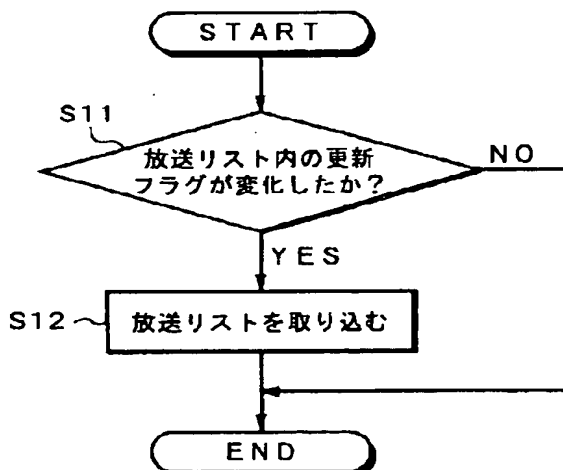 START
S11
放送リスト内の更新
フラグが変化したか？
NO
YES
S12
放送リストを取り込む
END